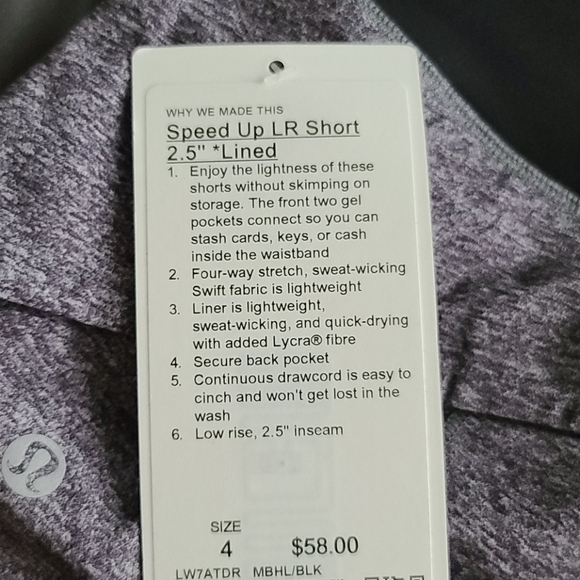 WHY WE MADE THIS
Speed Up LR Short
2.5" *Lined
1. Enjoy the lightness of these
shorts without skimping on
storage. The front two gel
pockets connect so you can
stash cards, keys, or cash
inside the waistband
2. Four-way stretch, sweat-wicking
Swift fabric is lightweight
3. Liner is lightweight,
sweat-wicking, and quick-drying
with added Lycra® fibre
4. Secure back pocket
5. Continuous drawcord is easy to
cinch and won't get lost in the
wash
6. Low rise, 2.5" inseam
SIZE
4 $58.00
LW7ATDR MBHL/BLK